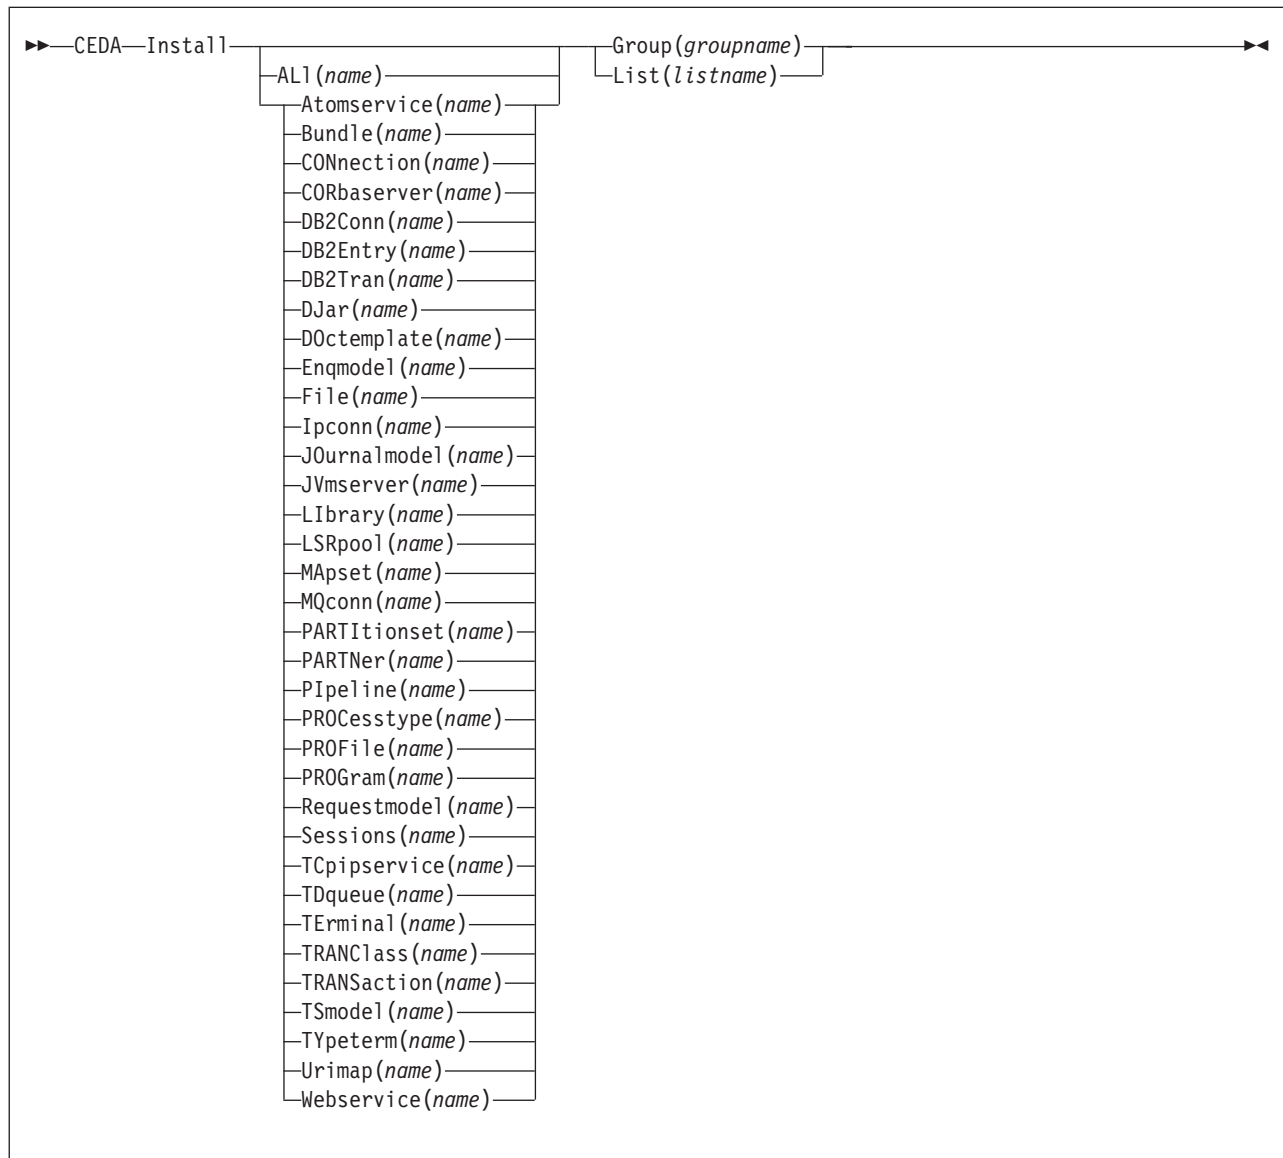 CEDA Install Group(groupname)
ALl(name) List(listname)
Atomservice(name)
Bundle(name)
CONnection(name)
CORbaserver(name)
DB2Conn(name)
DB2Entry(name)
DB2Tran(name)
DJar(name)
DOctemplate(name)
Enqmodel(name)
File(name)
Ipconn(name)
JOurnalmodel(name)
JVmserver(name)
LIbrary(name)
LSRpool(name)
MApset(name)
MQconn(name)
PARTItionset(name)
PARTNer(name)
PIpeline(name)
PROCesstype(name)
PROFile(name)
PROGram(name)
Requestmodel(name)
Sessions(name)
TCpipservice(name)
TDqueue(name)
TErminal(name)
TRANClass(name)
TRANSaction(name)
TSmodel(name)
TYpeterm(name)
Urimap(name)
Webservice(name)